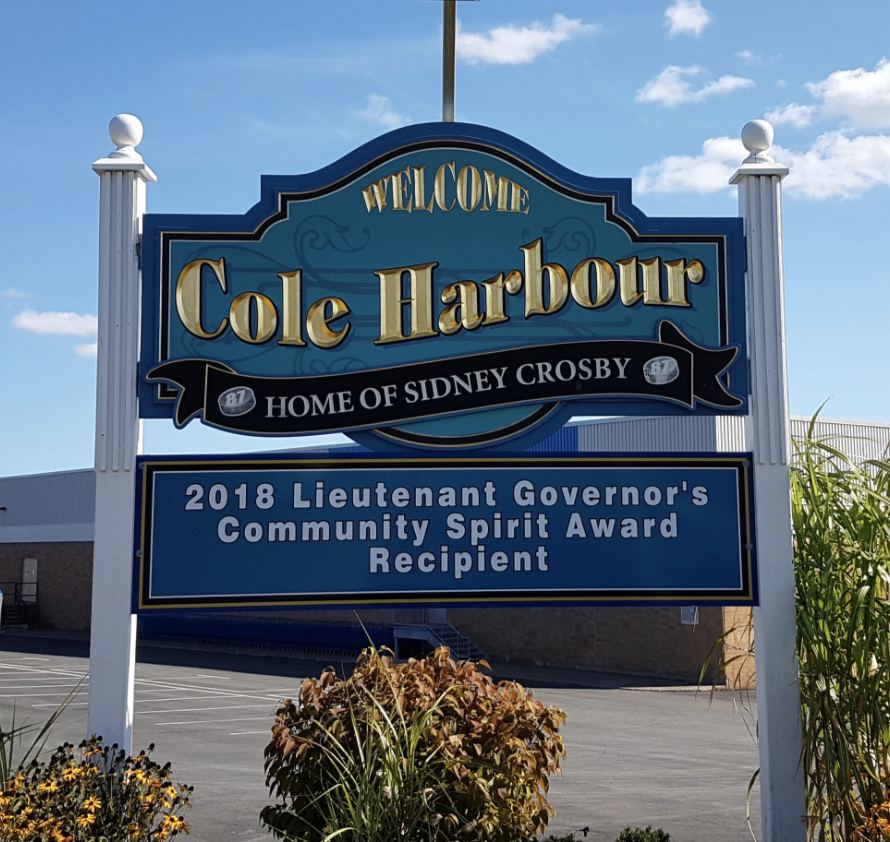 WELCOME
Cole Harbour
87 HOME OF SIDNEY CROSBY 87
2018 Lieutenant Governor's
Community Spirit Award
Recipient